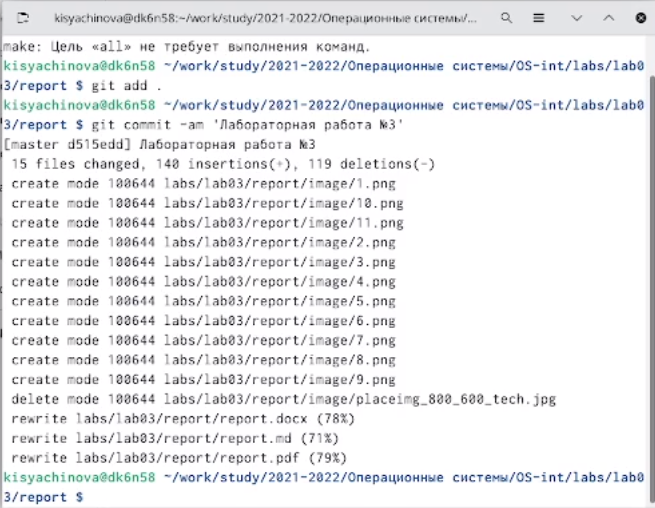 kisyachinova@dk6n58:~/work/study/2021-2022/Операционные системы/...
make: Цель «all» не требует выполнения команд.
kisyachinova@dk6n58 ~/work/study/2021-2022/Операционные системы/OS-int/labs/lab0
3/report $ git add .
kisyachinova@dk6n58 ~/work/study/2021-2022/Операционные системы/OS-int/labs/lab0
3/report $ git commit -am 'Лабораторная работа №3'
[master d515edd] Лабораторная работа №3
15 files changed, 140 insertions(+), 119 deletions(-)
create mode 100644 labs/lab03/report/image/1.png
create mode 100644 labs/lab03/report/image/10.png
create mode 100644 labs/lab03/report/image/11.png
create mode 100644 labs/lab03/report/image/2.png
create mode 100644 labs/lab03/report/image/3.png
create mode 100644 labs/lab03/report/image/4.png
create mode 100644 labs/lab03/report/image/5.png
create mode 100644 labs/lab03/report/image/6.png
create mode 100644 labs/lab03/report/image/7.png
create mode 100644 labs/lab03/report/image/8.png
create mode 100644 labs/lab03/report/image/9.png
delete mode 100644 labs/lab03/report/image/placeimg_800_600_tech.jpg
rewrite labs/lab03/report/report.docx (78%)
rewrite labs/lab03/report/report.md (71%)
rewrite labs/lab03/report/report.pdf (79%)
kisyachinova@dk6n58 ~/work/study/2021-2022/Операционные системы/OS-int/labs/lab0
3/report $